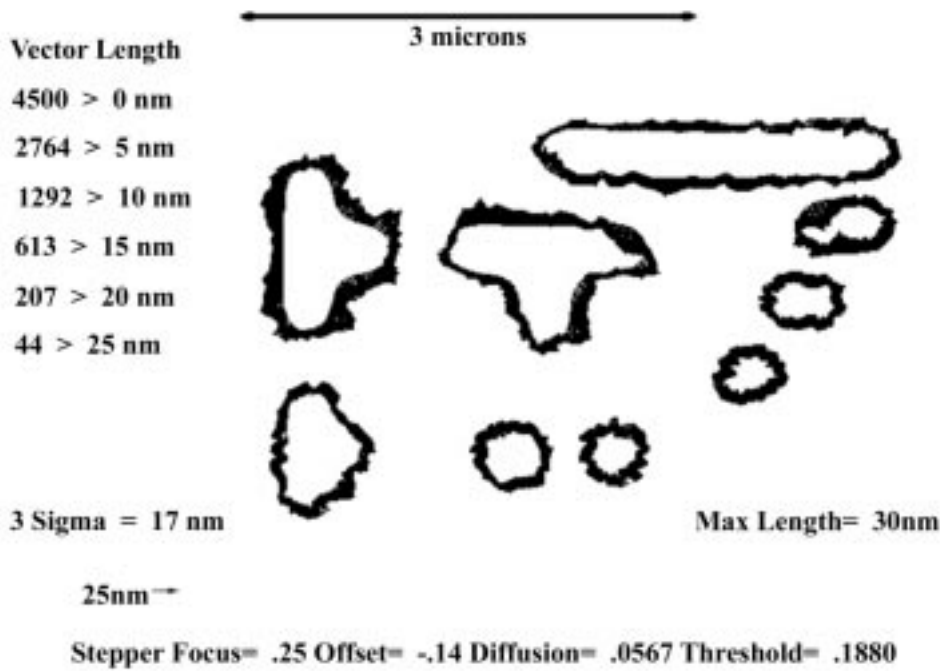 3 microns
Vector Length
4500 > 0 nm
2764 > 5 nm
1292 > 10 nm
613 > 15 nm
207 > 20 nm
44 > 25 nm
3 Sigma = 17 nm
Max Length= 30nm
25nm
Stepper Focus= .25 Offset= -.14 Diffusion= .0567 Threshold= .1880